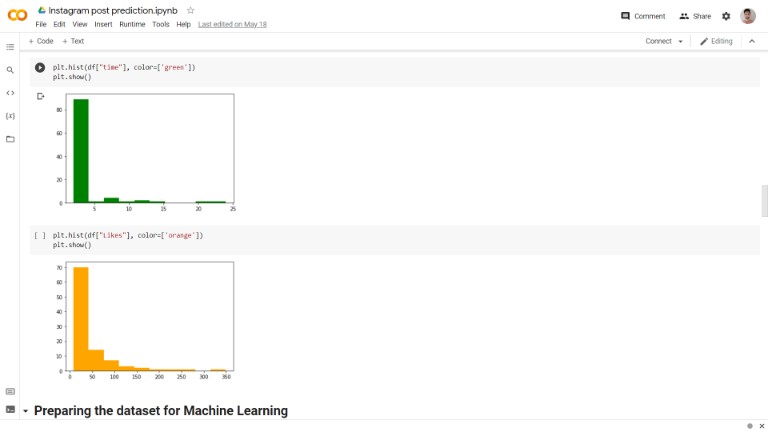 Instagram post prediction.ipynb
File Edit View Insert Runtime Tools Help Last edited on May 18
Comment Share
+ Code + Text
Connect Editing
plt.hist(df["time"], color=['green'])
plt.show()
80
60
40
20
0
5 10 15 20 25
[ ] plt.hist(df["Likes"], color=['orange'])
plt.show()
70
60
50
40
30
20
10
0
0 50 100 150 200 250 300 350
Preparing the dataset for Machine Learning